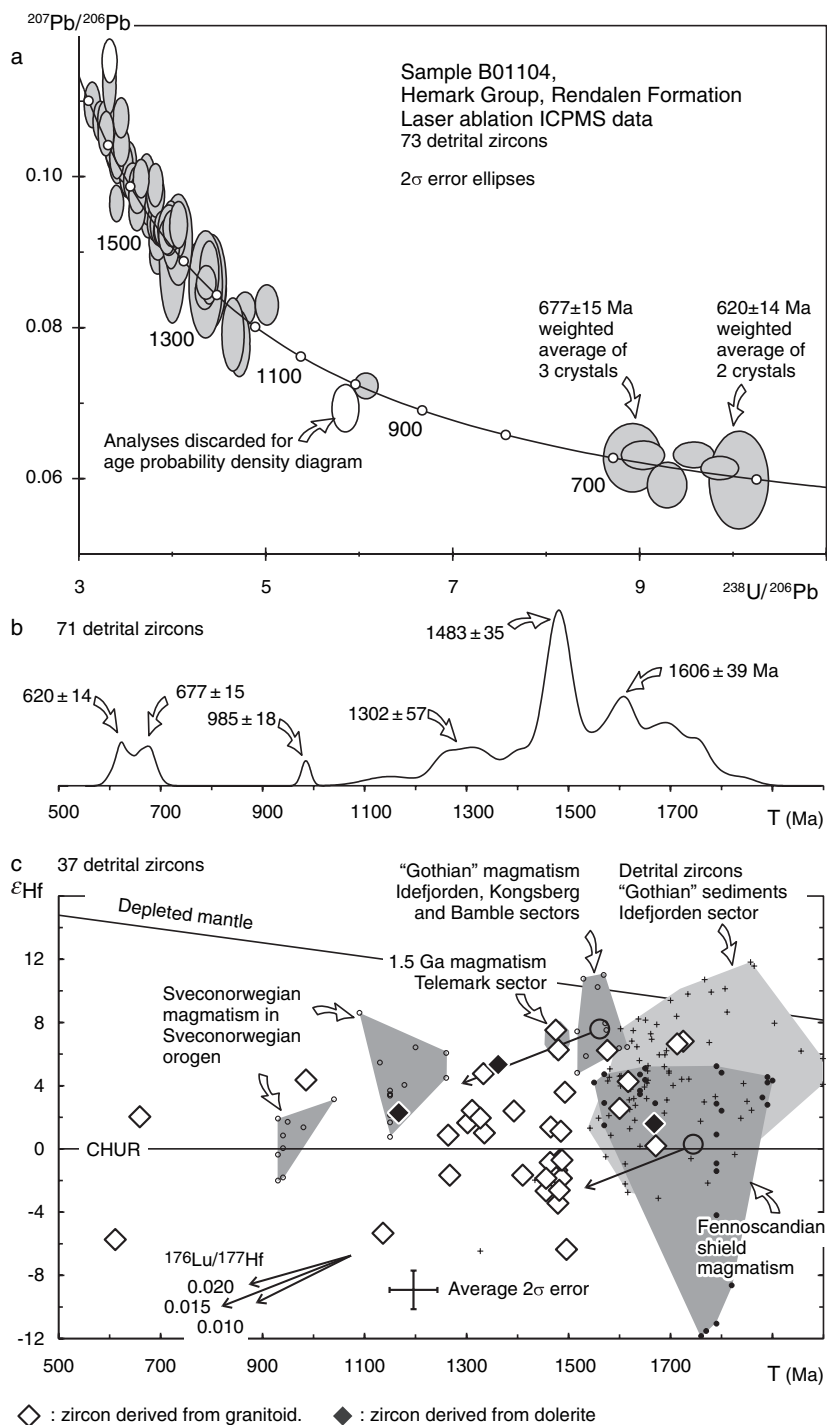 207Pb/206Pb
a
Sample B01104,
Hemark Group, Rendalen Formation
Laser ablation ICPMS data
73 detrital zircons
2σ error ellipses
0.10
0.08
0.06
1500
1300
1100
900
700
677±15 Ma
weighted
average of
3 crystals
620±14 Ma
weighted
average of
2 crystals
Analyses discarded for
age probability density diagram
3
5
7
9
238U/206Pb
b
71 detrital zircons
620±14
677±15
985±18
1302±57
1483±35
1606±39 Ma
500
700
900
1100
1300
1500
1700
T (Ma)
c
37 detrital zircons
εHf
"Gothian" magmatism
Idefjorden, Kongsberg
and Bamble sectors
Detrital zircons
"Gothian" sediments
Idefjorden sector
Depleted mantle
1.5 Ga magmatism
Telemark sector
Sveconorwegian
magmatism in
Sveconorwegian
orogen
12
8
4
0
-4
-8
-12
CHUR
Fennoscandian
shield
magmatism
176Lu/177Hf
0.020
0.015
0.010
Average 2σ error
500
700
900
1100
1300
1500
1700
T (Ma)
: zircon derived from granitoid.
: zircon derived from dolerite